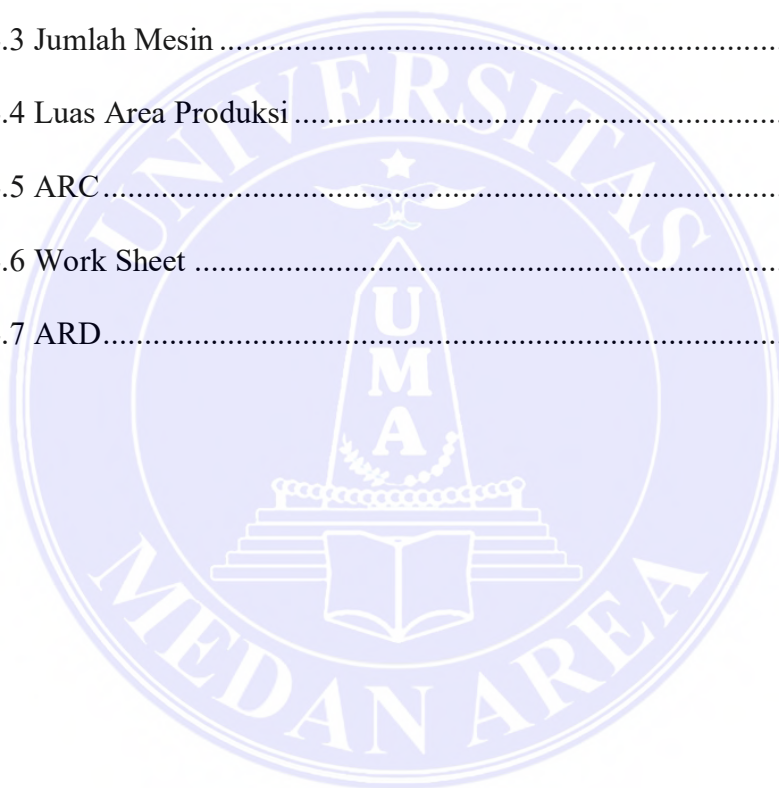 .3 Jumlah Mesin ........................................................................
.4 Luas Area Produksi ..............................................................
.5 ARC .......................................................................................
.6 Work Sheet ...........................................................................
.7 ARD .......................................................................................
UNIVERSITAS
U
M
A
MEDAN AREA